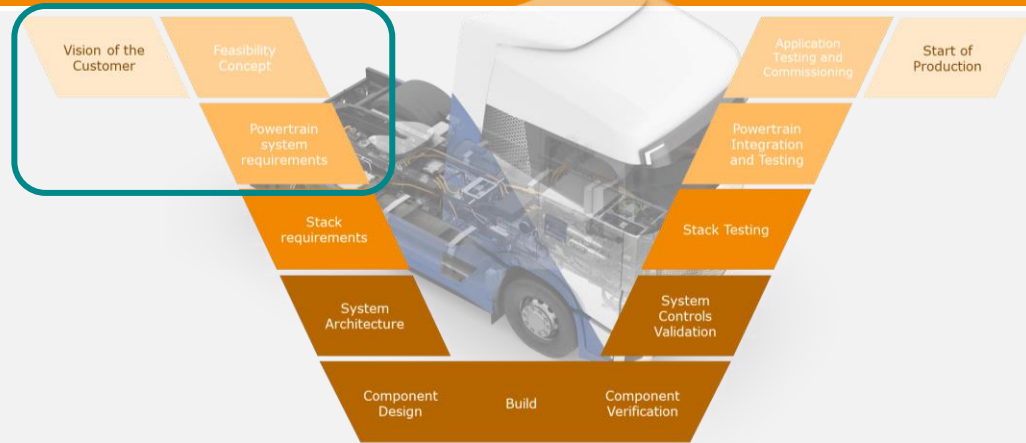 Vision of the
Customer
Feasibility
Concept
Application
Testing and
Commissioning
Start of
Production
Powertrain
system
requirements
Powertrain
Integration
and Testing
Stack
requirements
Stack Testing
System
Architecture
System
Controls
Validation
Component
Design
Build
Component
Verification